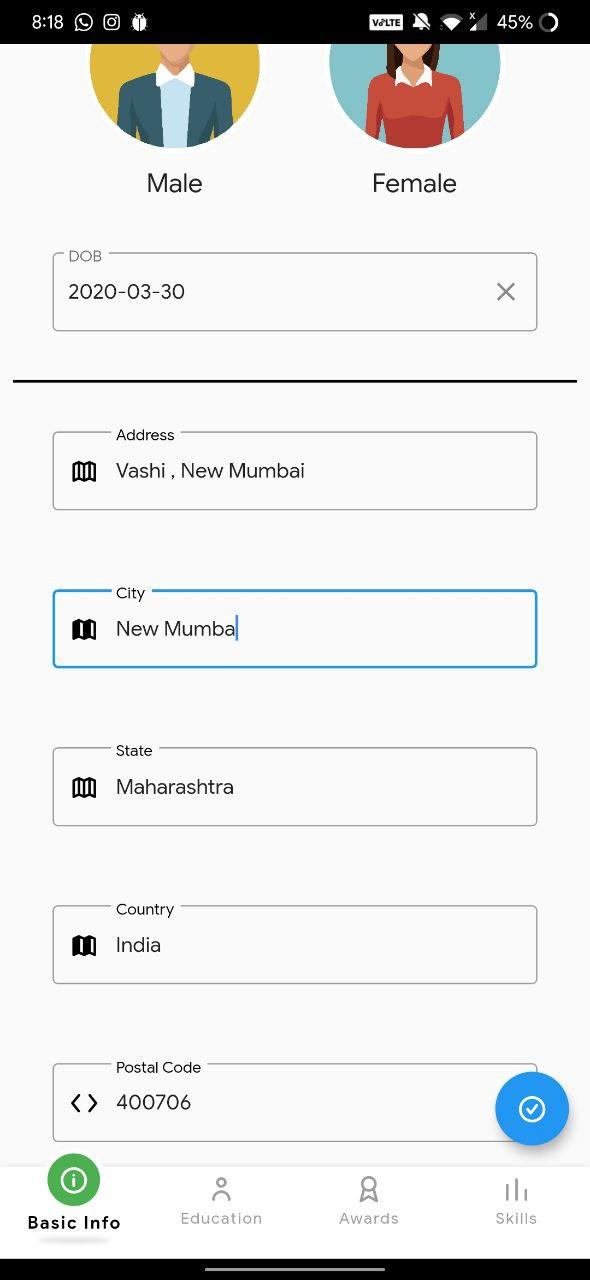 8:18
VoLTE
x
45%
Male
Female
DOB
2020-03-30
Address
Vashi , New Mumbai
City
New Mumba
State
Maharashtra
Country
India
Postal Code
400706
Basic Info
Education
Awards
Skills